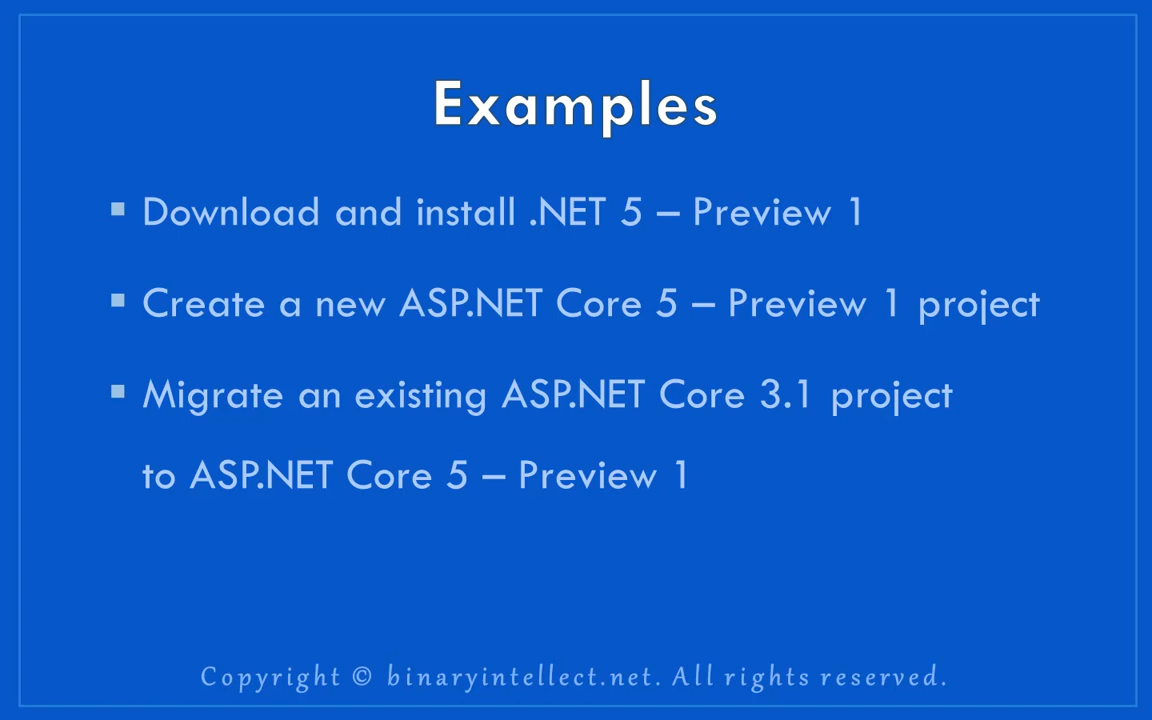 Examples
▪ Download and install .NET 5 – Preview 1
▪ Create a new ASP.NET Core 5 – Preview 1 project
▪ Migrate an existing ASP.NET Core 3.1 project
to ASP.NET Core 5 – Preview 1
Copyright © binaryintellect.net. All rights reserved.